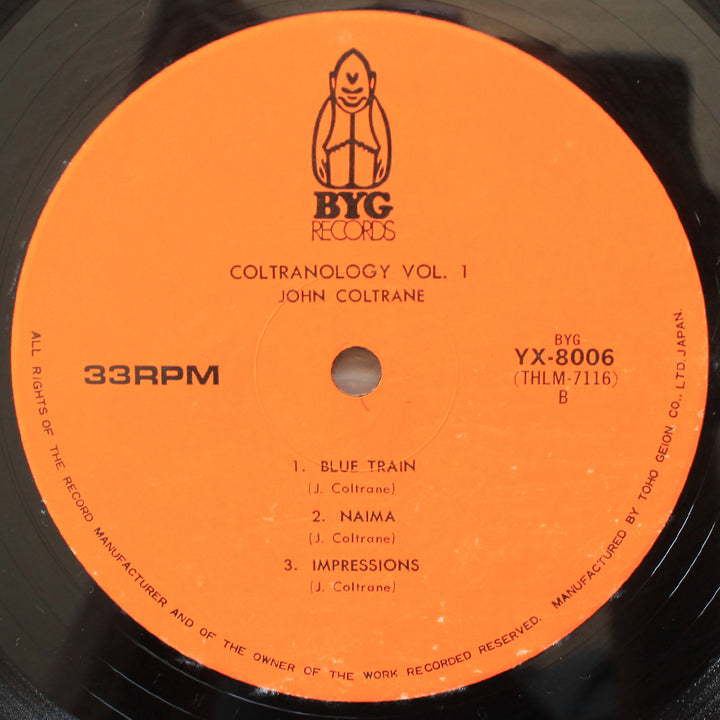 BYG
RECORDS
COLTRANOLOGY VOL. 1
JOHN COLTRANE
33RPM
BYG
YX-8006
(THLM-7116)
B
1. BLUE TRAIN
(J. Coltrane)
2. NAIMA
(J. Coltrane)
3. IMPRESSIONS
(J. Coltrane)
ALL RIGHTS OF THE RECORD MANUFACTURER AND OF THE OWNER OF THE WORK RECORDED RESERVED. MANUFACTURED BY TOHO GEION CO., LTD. JAPAN.